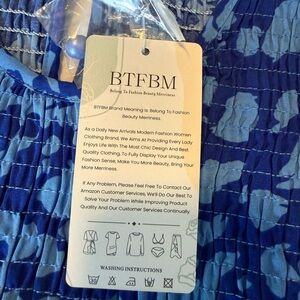 BTFBM
Belong To Fashion Beauty Merriness
BTFBM Brand Meaning Is Belong To Fashion
Beauty Merriness.
As a Daily New Arrivals Modern Fashion Women
Clothing Brand, We Aims At Providing Every Lady
Enjoys Life With The Most Chic Design And Best
Quality Clothing, To Fully Display Your Unique
Fashion Sense, Make You More Beauty, Bring You
More Merriness.
If Any Problem, Please Feel Free To Contact Our
Amazon Customer Services, We'll Do Our Best To
Solve Your Problem While Improving Product
Quality And Our Customer Services Continually.
WASHING INSTRUCTIONS